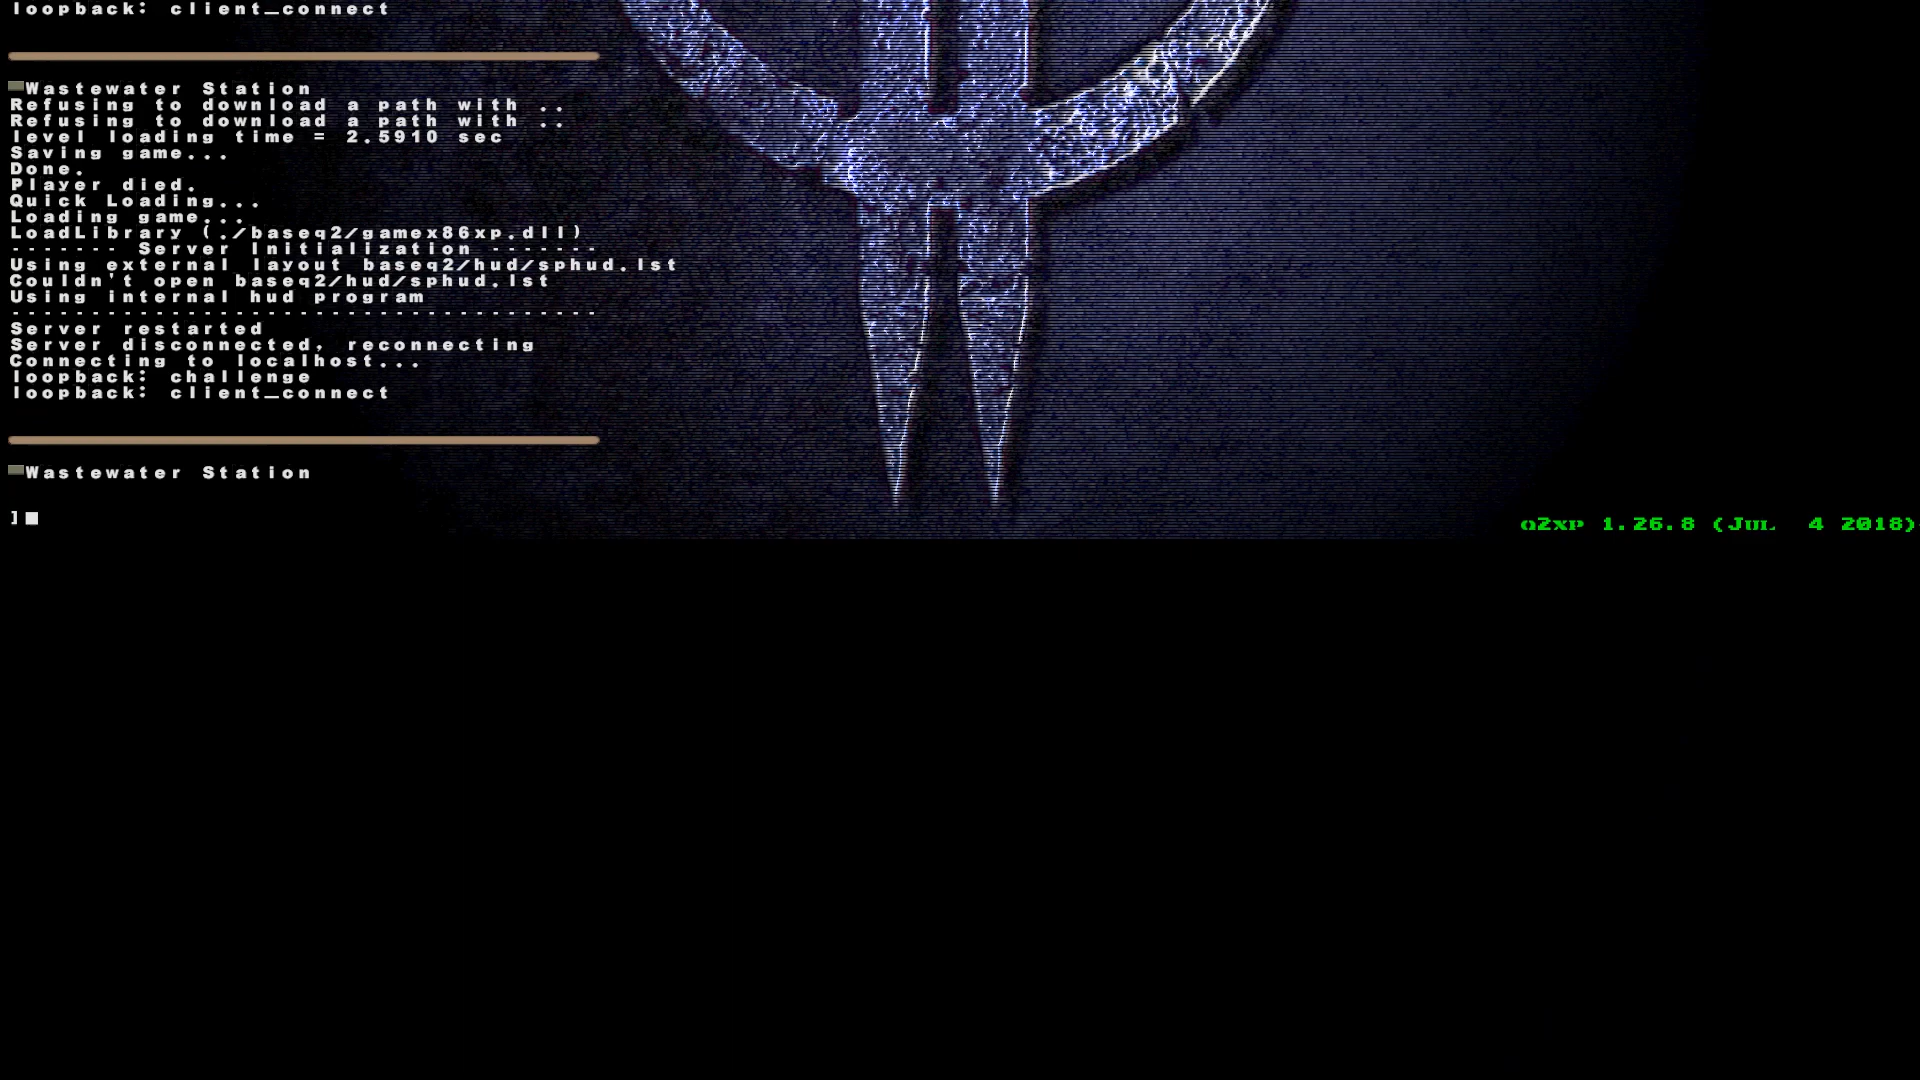 loopback: client_connect
Wastewater Station
Refusing to download a path with ..
Refusing to download a path with ..
level loading time = 2.5910 sec
Saving game...
Done.
Player died.
Quick Loading...
Loading game...
LoadLibrary (./baseq2/gamex86xp.dll)
------- Server Initialization -------
Using external layout baseq2/hud/sphud.lst
Couldn't open baseq2/hud/sphud.lst
Using internal hud program
-------------------------------------
Server restarted
Server disconnected, reconnecting
Connecting to localhost...
loopback: challenge
loopback: client_connect
Wastewater Station
]
q2xp 1.26.8 (Jul  4 2018)